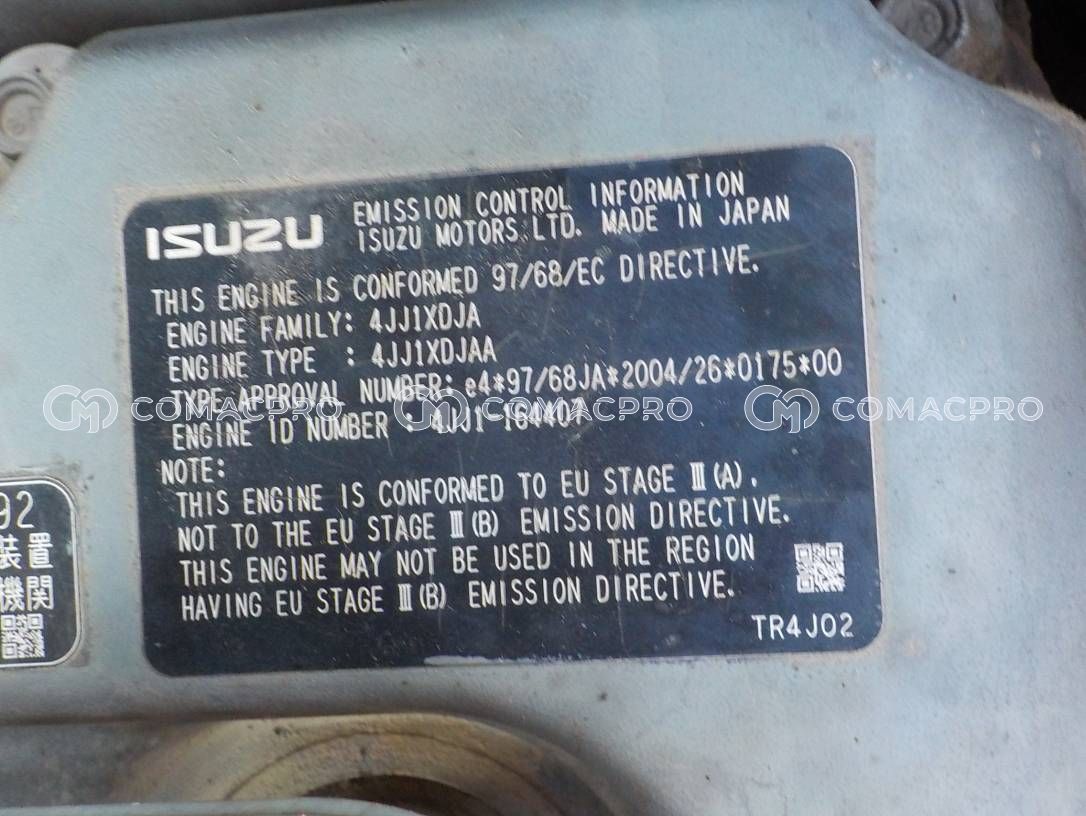 ISUZU
EMISSION CONTROL INFORMATION
ISUZU MOTORS LTD. MADE IN JAPAN
THIS ENGINE IS CONFORMED 97/68/EC DIRECTIVE.
ENGINE FAMILY: 4JJ1XDJA
ENGINE TYPE : 4JJ1XDJAA
TYPE APPROVAL NUMBER: e4*97/68JA*2004/26*0175*00
COMACPRO COMACPRO COMACPRO
ENGINE ID NUMBER : 4JJ1-164407
NOTE:
THIS ENGINE IS CONFORMED TO EU STAGE Ⅲ(A).
NOT TO THE EU STAGE Ⅲ(B) EMISSION DIRECTIVE.
THIS ENGINE MAY NOT BE USED IN THE REGION
HAVING EU STAGE Ⅲ(B) EMISSION DIRECTIVE.
TR4J02
92
装置
機関